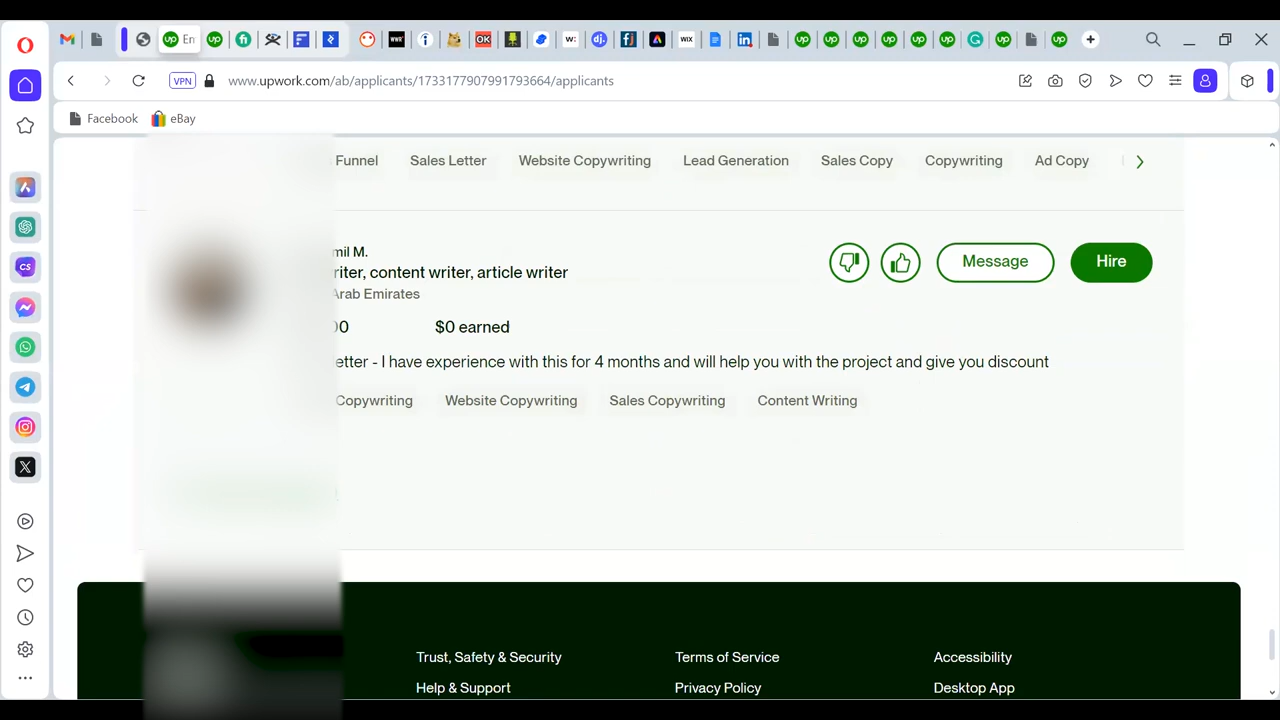 En
www.upwork.com/ab/applicants/1733177907991793664/applicants
VPN
Facebook
eBay
Funnel
Sales Letter
Website Copywriting
Lead Generation
Sales Copy
Copywriting
Ad Copy
mil M.
riter, content writer, article writer
Message
Hire
Arab Emirates
$0 earned
etter - I have experience with this for 4 months and will help you with the project and give you discount
Copywriting
Website Copywriting
Sales Copywriting
Content Writing
Trust, Safety & Security
Terms of Service
Accessibility
Help & Support
Privacy Policy
Desktop App